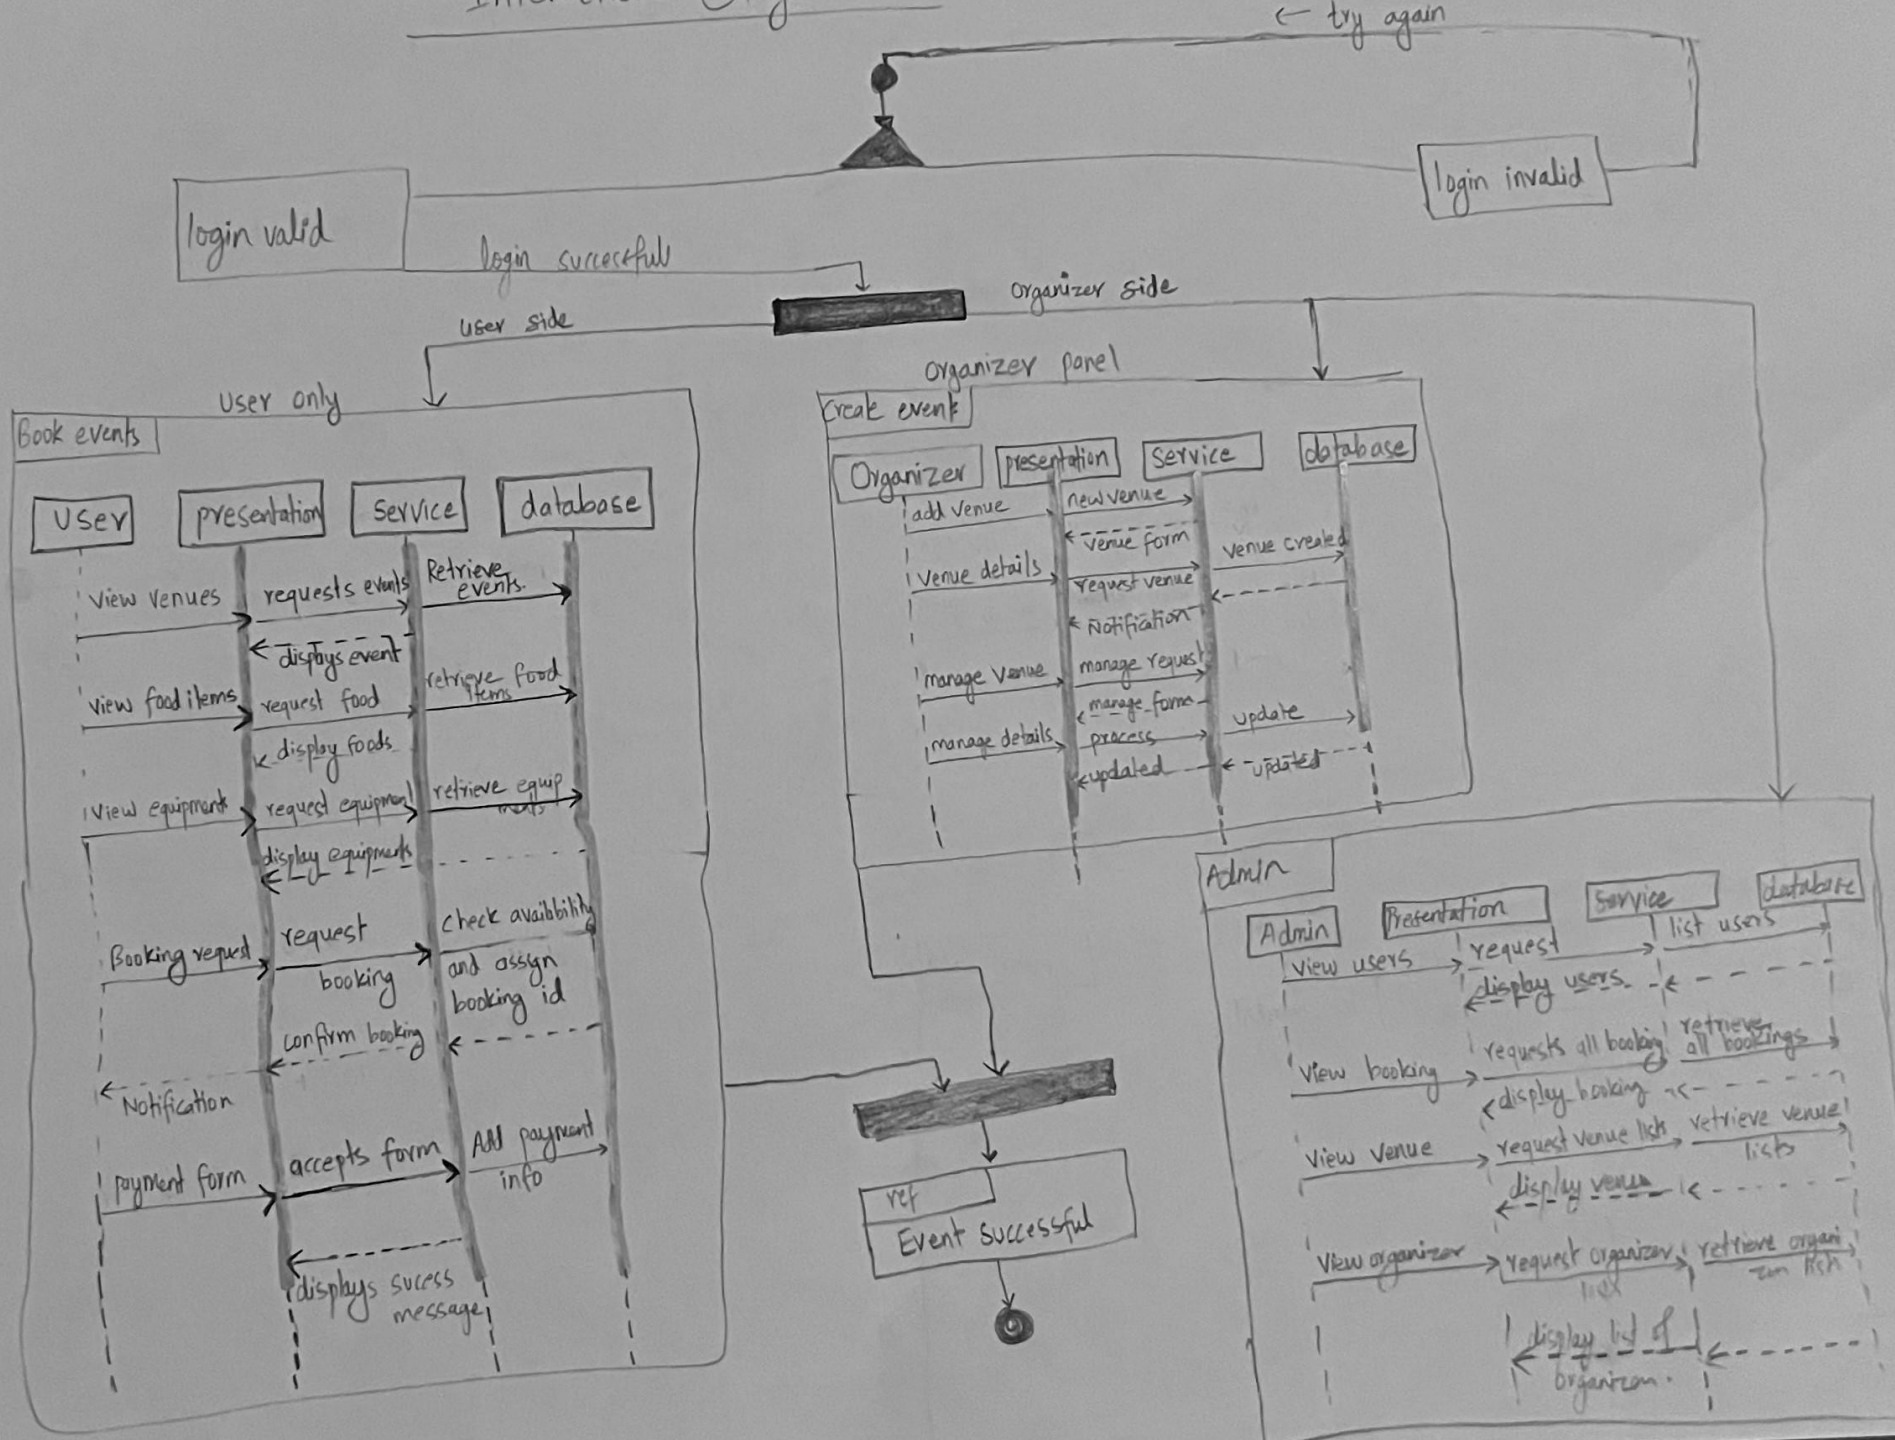 ← try again
login valid
login invalid
login successful
user side
organizer side
organizer panel
user only
Book events
User
presentation
service
database
view venues
requests events
Retrieve
events.
displays event
view food items
request food
retrieve food
items
display foods
view equipments
request equipment
retrieve equip
ments
display equipments
Booking request
request
booking
check availbbility
and assign
booking id
confirm booking
Notification
payment form
accepts form
Add payment
info
displays sucess
message
Create event
Organizer
presentation
service
database
add venue
new venue
venue form
venue created
venue details
request venue
Notification
manage venue
manage request
manage form
manage details
process
update
updated
updated
ref
Event successful
Admin
Admin
Presentation
service
database
view users
request
list users
display users
view booking
requests all booking
retrieve
all bookings
display booking
view venue
request venue lists
retrieve venue
lists
display venue
view organizer
request organizer
list
retrieve organi
display list of